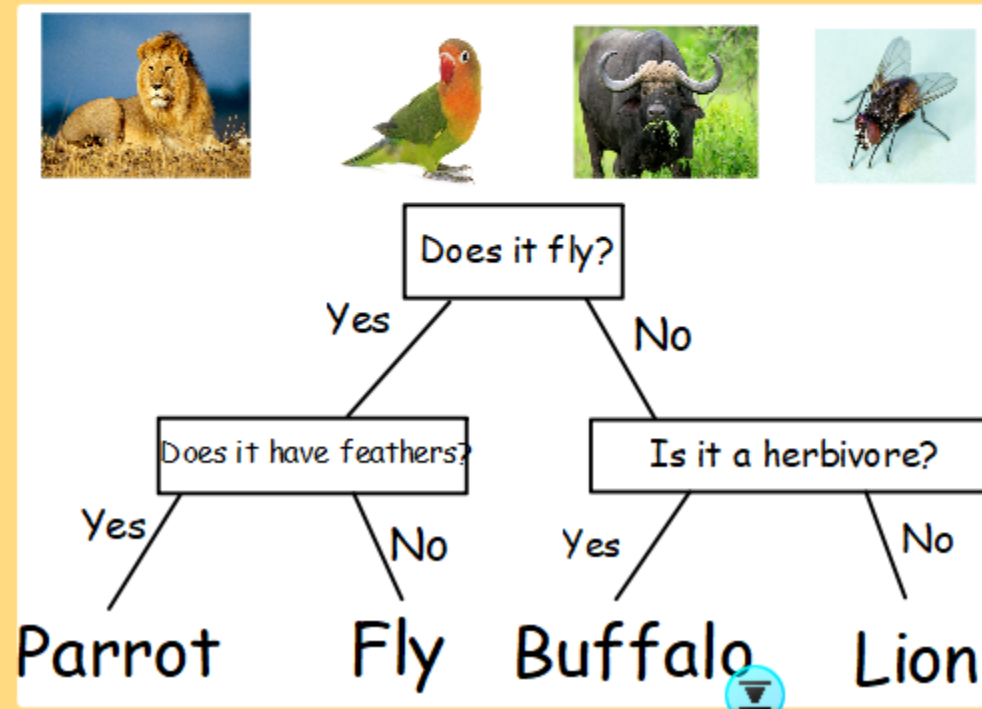 Does it fly?
Yes
No
Does it have feathers?
Is it a herbivore?
Yes
No
Yes
No
Parrot
Fly
Buffalo
Lion